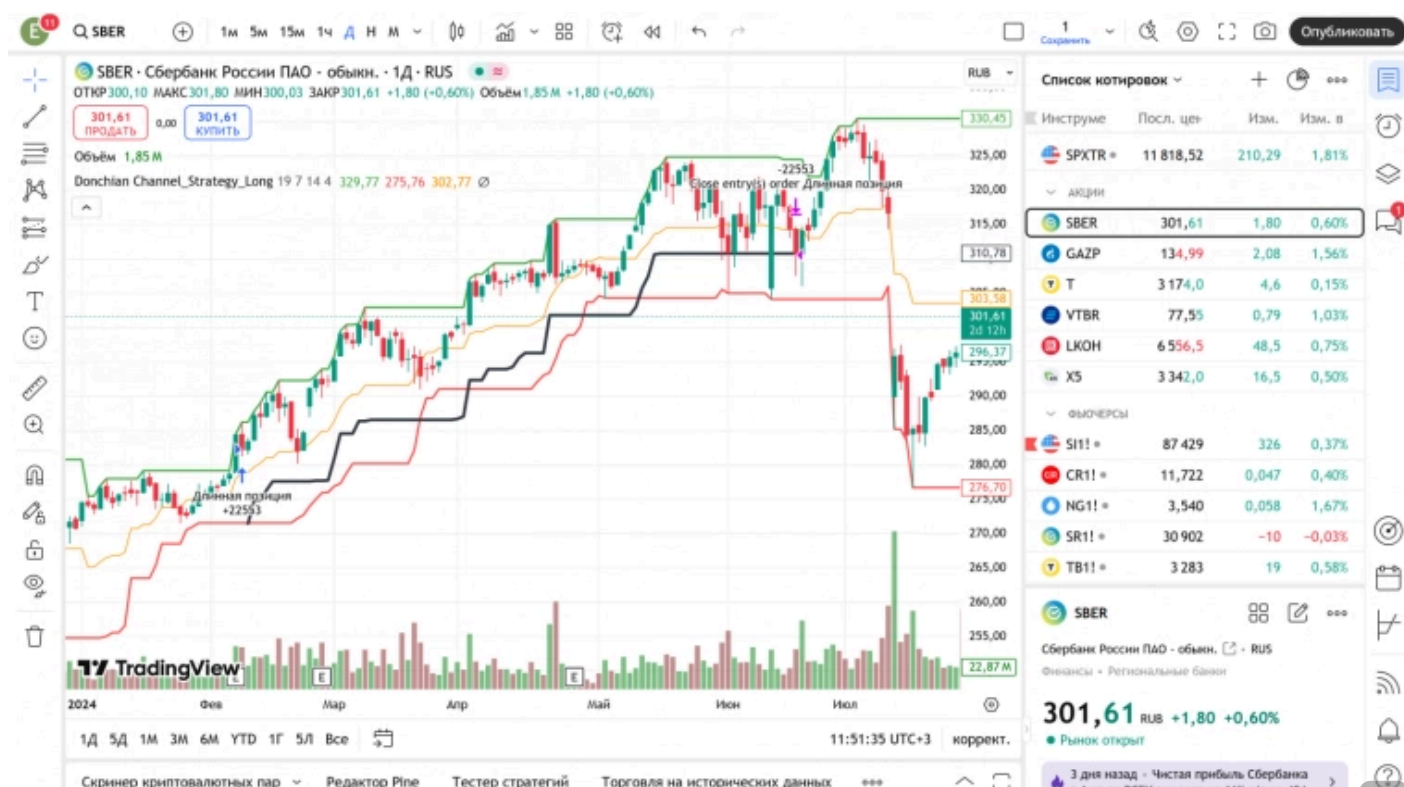 E 11
SBER
1м 5м 15м 1ч Д Н М
1
Сохранить
Опубликовать
SBER · Сбербанк России ПАО - обыкн. · 1Д · RUS
ОТКР300,10 МАКС301,80 МИН300,03 ЗАКР301,61 +1,80 (+0,60%) Объём1,85 M +1,80 (+0,60%)
301,61
ПРОДАТЬ
0,00
301,61
КУПИТЬ
Объём 1,85 M
Donchian Channel_Strategy_Long 19 7 14 4 329,77 275,76 302,77
RUB
330,45
325,00
320,00
315,00
310,78
303,58
301,61
2d 12h
296,37
290,00
285,00
280,00
276,70
275,00
270,00
265,00
260,00
255,00
22,87 M
-22553
Close entry(s) order Длинная позиция
Длинная позиция
+22553
TradingView
E
E
E
2024 Фев Мар Апр Май Июн Июл
1Д 5Д 1М 3М 6М YTD 1Г 5Л Все
11:51:35 UTC+3 коррект.
Скринер криптовалютных пар Редактор Pine Тестер стратегий Торговля на исторических данных
Список котировок
Инструме Посл. цен Изм. Изм. в
SPXTR 11 818,52 210,29 1,81%
АКЦИИ
SBER 301,61 1,80 0,60%
GAZP 134,99 2,08 1,56%
T 3 174,0 4,6 0,15%
VTBR 77,55 0,79 1,03%
LKOH 6 556,5 48,5 0,75%
X5 3 342,0 16,5 0,50%
ФЬЮЧЕРСЫ
SI1! 87 429 326 0,37%
CR1! 11,722 0,047 0,40%
NG1! 3,540 0,058 1,67%
SR1! 30 902 −10 −0,03%
TB1! 3 283 19 0,58%
SBER
Сбербанк России ПАО - обыкн. · RUS
Финансы • Региональные банки
301,61 RUB +1,80 +0,60%
Рынок открыт
3 дня назад · Чистая прибыль Сбербанка
1